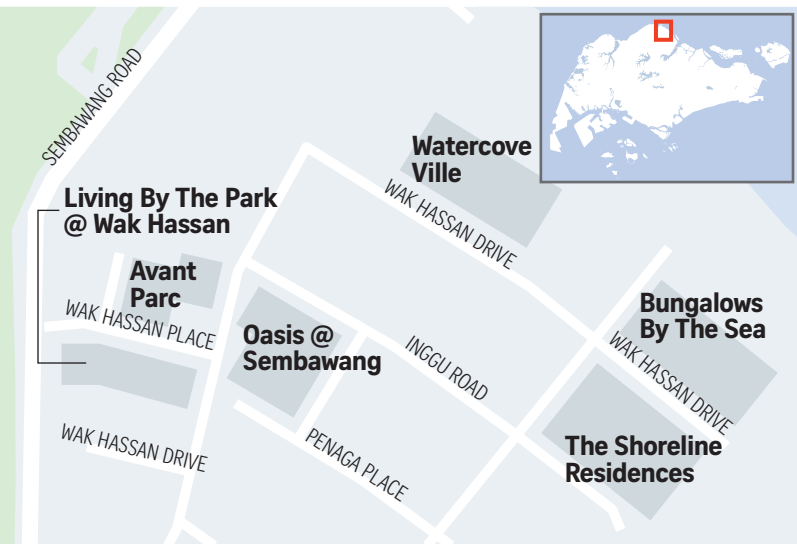 SEMBAWANG ROAD
Watercove
Ville
WAK HASSAN DRIVE
Living By The Park
@ Wak Hassan
Avant
Parc
WAK HASSAN PLACE
Oasis @
Sembawang
INGGU ROAD
Bungalows
By The Sea
WAK HASSAN DRIVE
WAK HASSAN DRIVE
PENAGA PLACE
The Shoreline
Residences